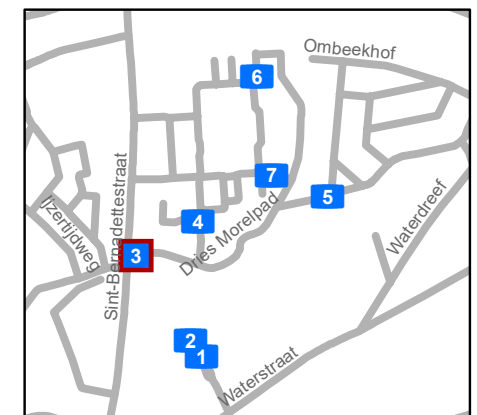 Ombeekhof
6
7
5
Waterdreef
Ijzertijdweg
4
Dries Morelpad
3
Sint-Bernadettestraat
2
1
Waterstraat